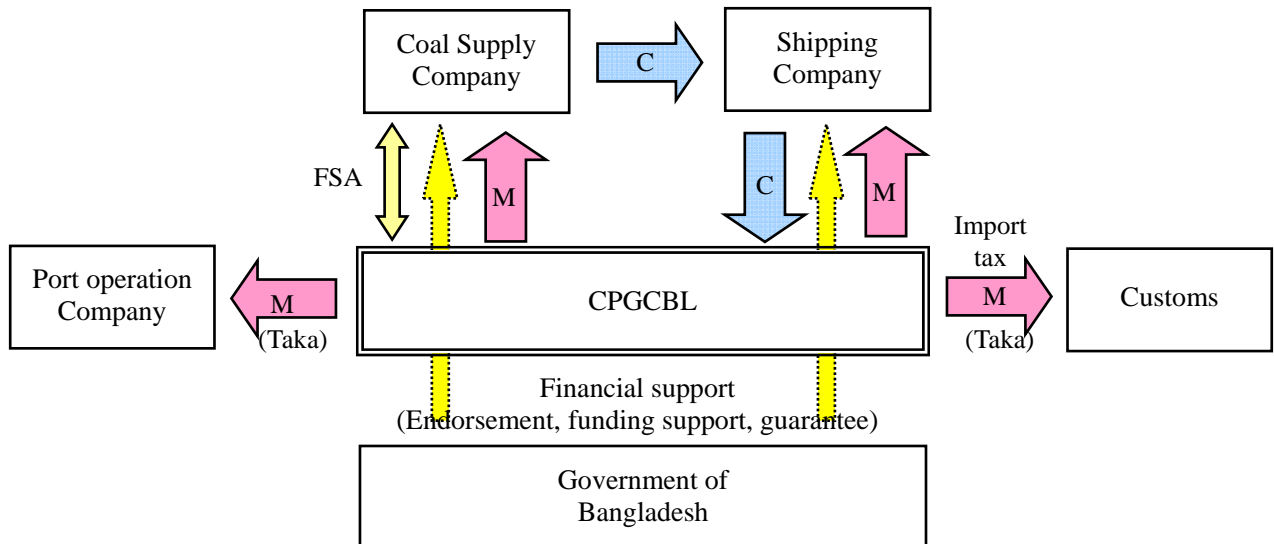 Coal Supply
Company
C
Shipping
Company
FSA
M
C
M
Import
tax
Port operation
Company
M
(Taka)
CPGCBL
M
(Taka)
Customs
Financial support
(Endorsement, funding support, guarantee)
Government of
Bangladesh